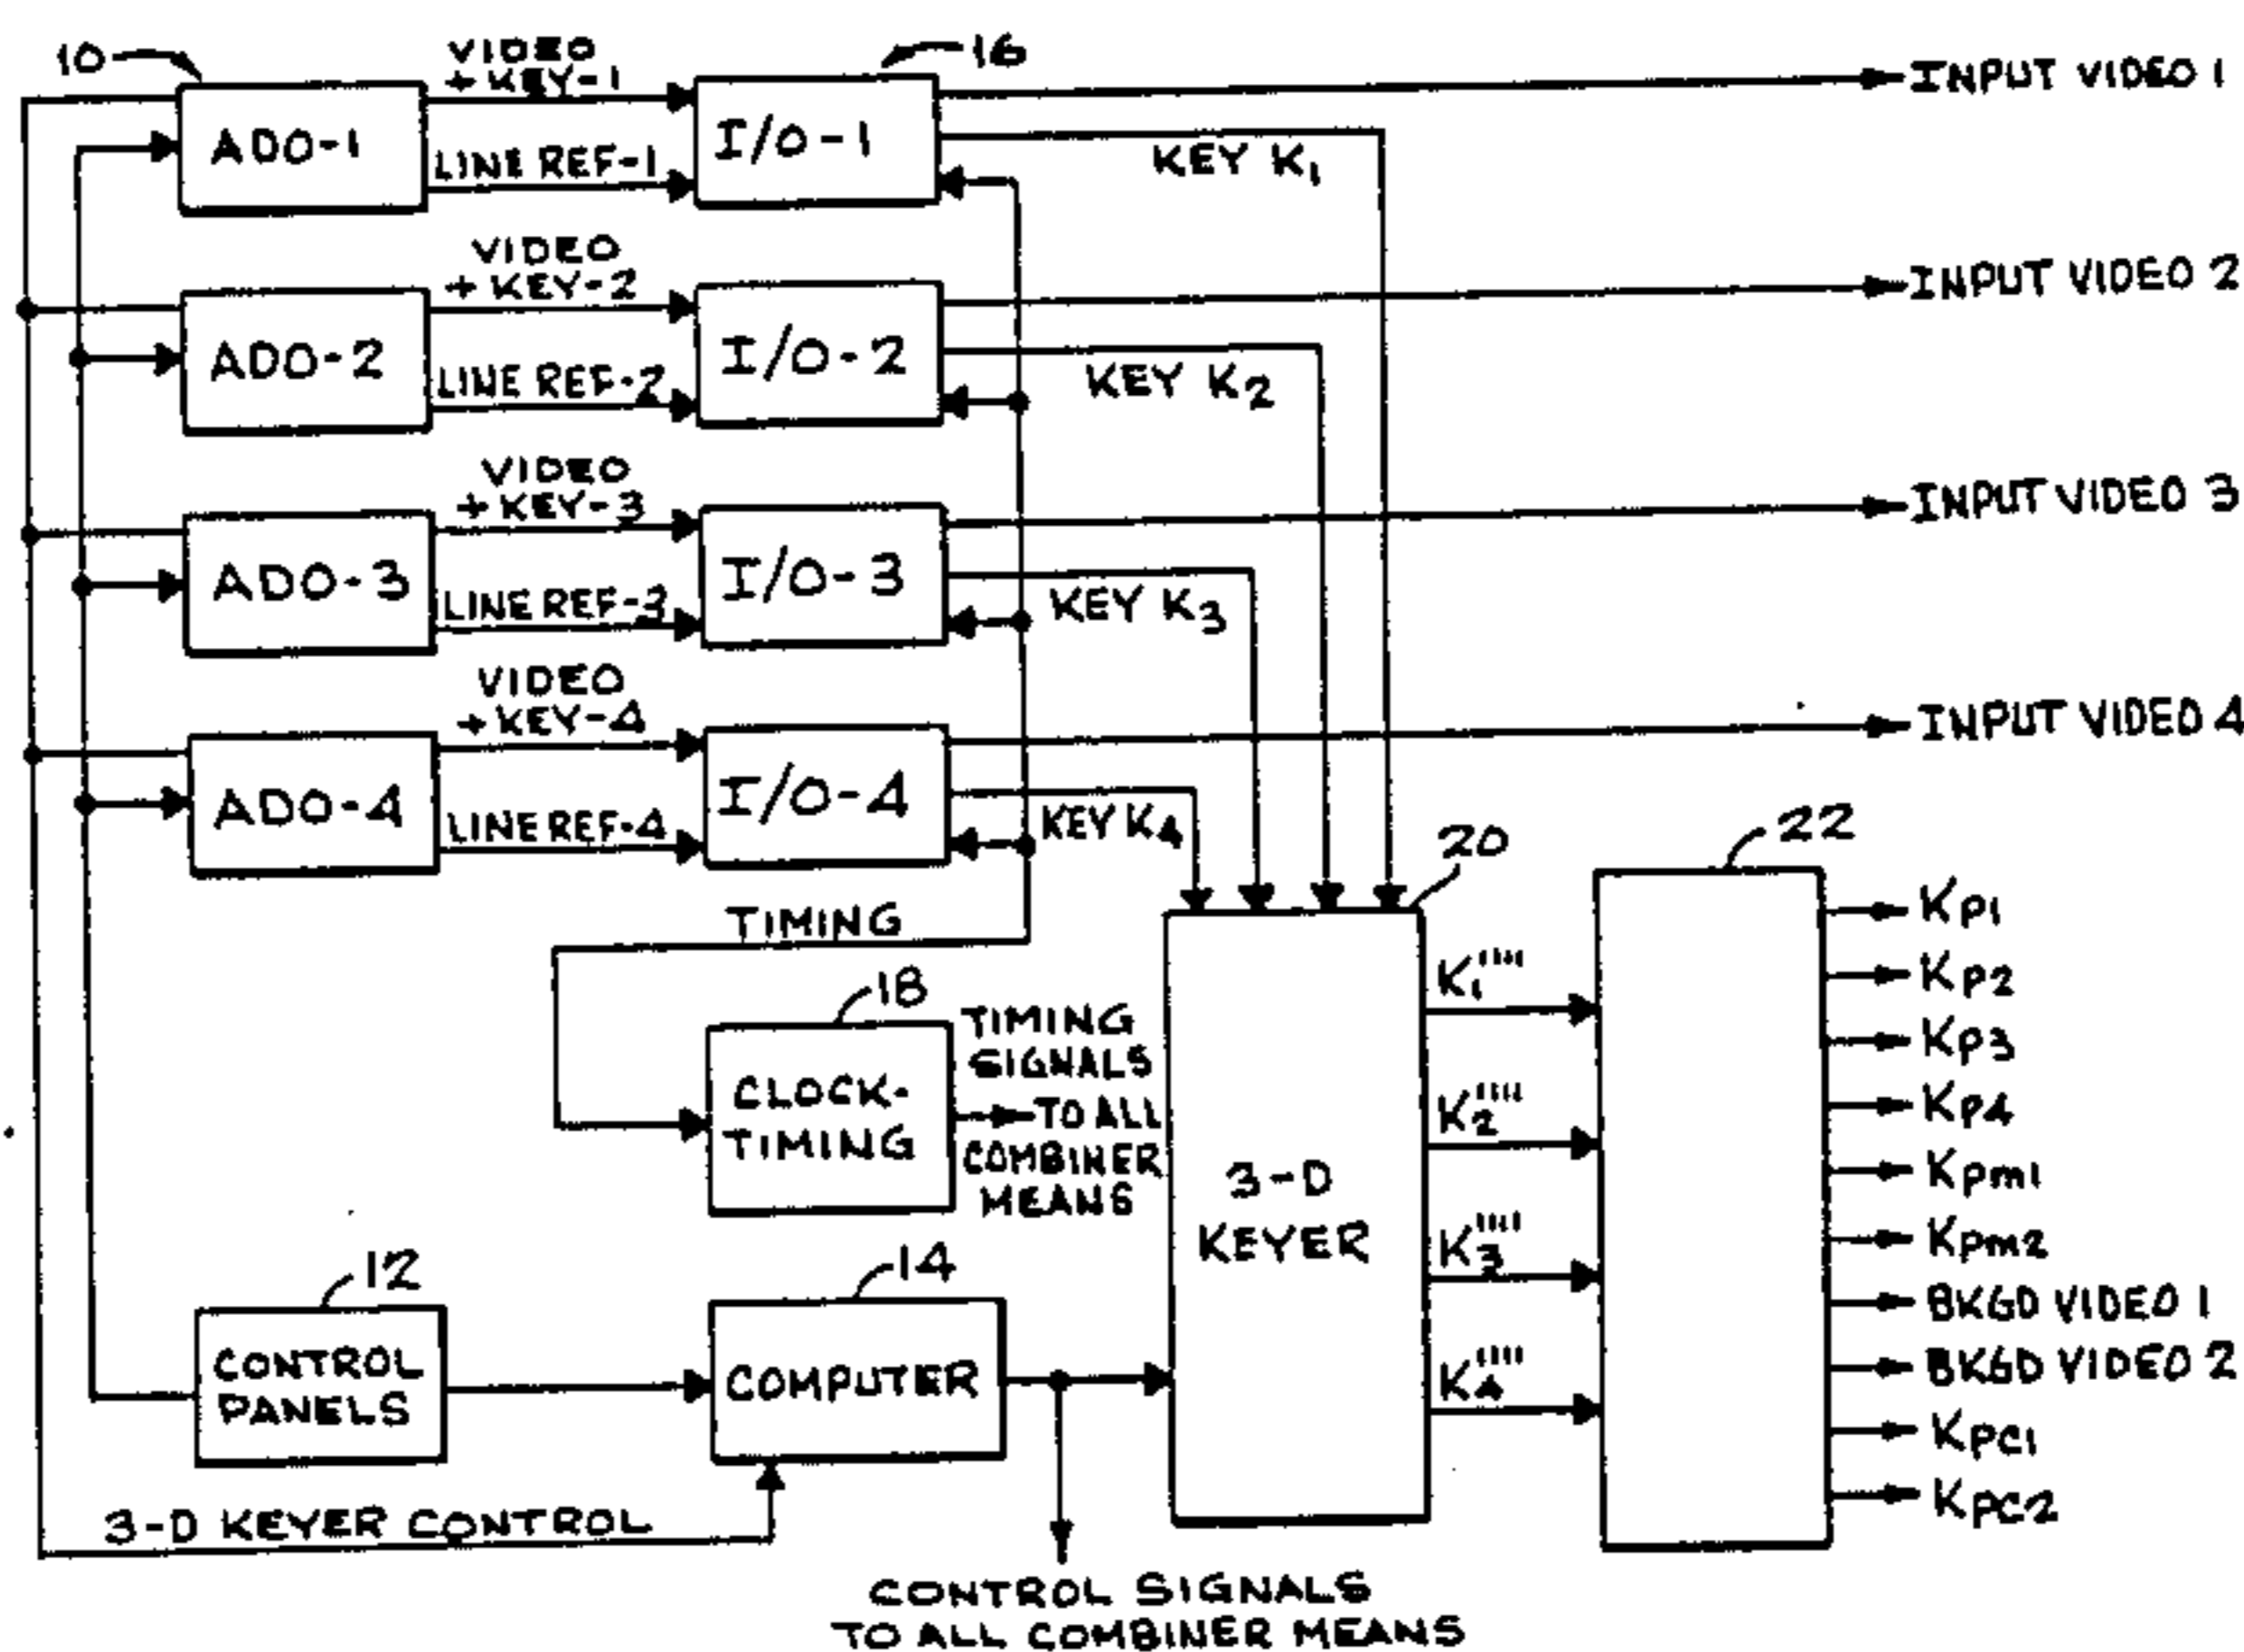 10
VIDEO
+ KEY-1
16
INPUT VIDEO 1
ADO-1
LINE REF-1
I/O-1
KEY K1
VIDEO
+ KEY-2
INPUT VIDEO 2
ADO-2
LINE REF-2
I/O-2
KEY K2
VIDEO
+ KEY-3
INPUT VIDEO 3
ADO-3
LINE REF-3
I/O-3
KEY K3
VIDEO
+ KEY-4
INPUT VIDEO 4
ADO-4
LINE REF-4
I/O-4
KEY K4
20
22
TIMING
18
CLOCK-
TIMING
TIMING
SIGNALS
TO ALL
COMBINER
MEANS
3-D
KEYER
K1''''
K2''''
K3''''
K4''''
KP1
KP2
KP3
KP4
KPm1
KPm2
BKGD VIDEO 1
BKGD VIDEO 2
KPC1
KPC2
12
CONTROL
PANELS
14
COMPUTER
3-D KEYER CONTROL
CONTROL SIGNALS
TO ALL COMBINER MEANS